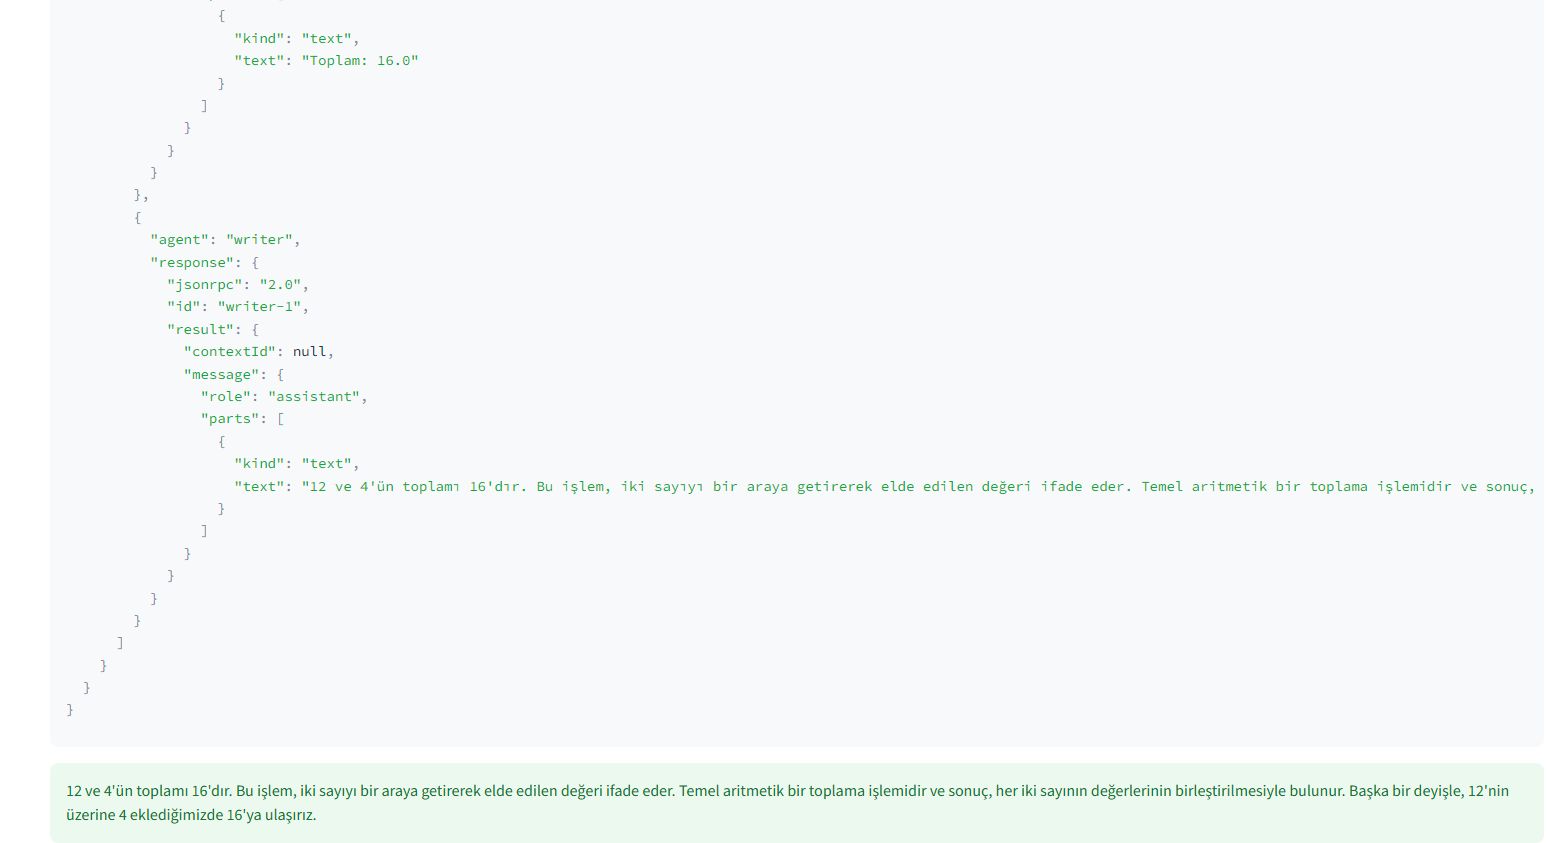 {
"kind": "text",
"text": "Toplam: 16.0"
}
]
}
}
}
},
{
"agent": "writer",
"response": {
"jsonrpc": "2.0",
"id": "writer-1",
"result": {
"contextId": null,
"message": {
"role": "assistant",
"parts": [
{
"kind": "text",
"text": "12 ve 4'ün toplamı 16'dır. Bu işlem, iki sayıyı bir araya getirerek elde edilen değeri ifade eder. Temel aritmetik bir toplama işlemidir ve sonuç,
}
]
}
}
}
}
]
}
}
}
12 ve 4'ün toplamı 16'dır. Bu işlem, iki sayıyı bir araya getirerek elde edilen değeri ifade eder. Temel aritmetik bir toplama işlemidir ve sonuç, her iki sayının değerlerinin birleştirilmesiyle bulunur. Başka bir deyişle, 12'nin
üzerine 4 eklediğimizde 16'ya ulaşırız.